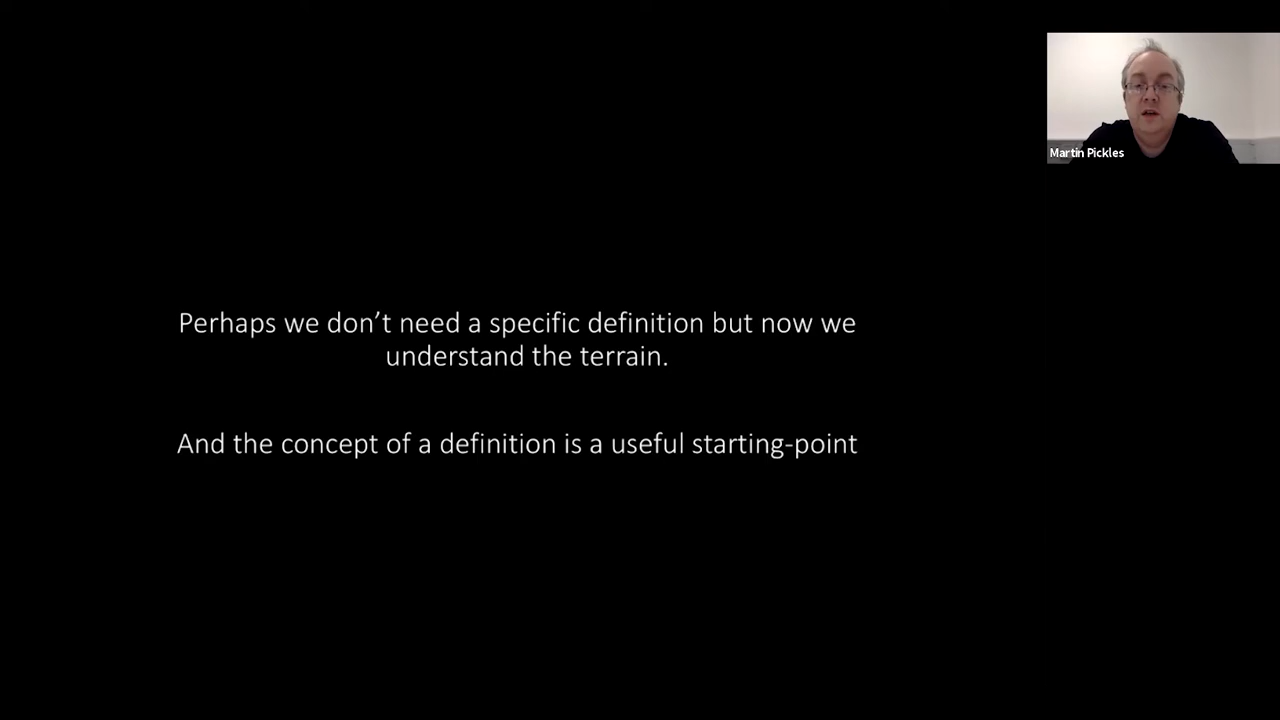 Martin Pickles
Perhaps we don’t need a specific definition but now we
understand the terrain.
And the concept of a definition is a useful starting-point